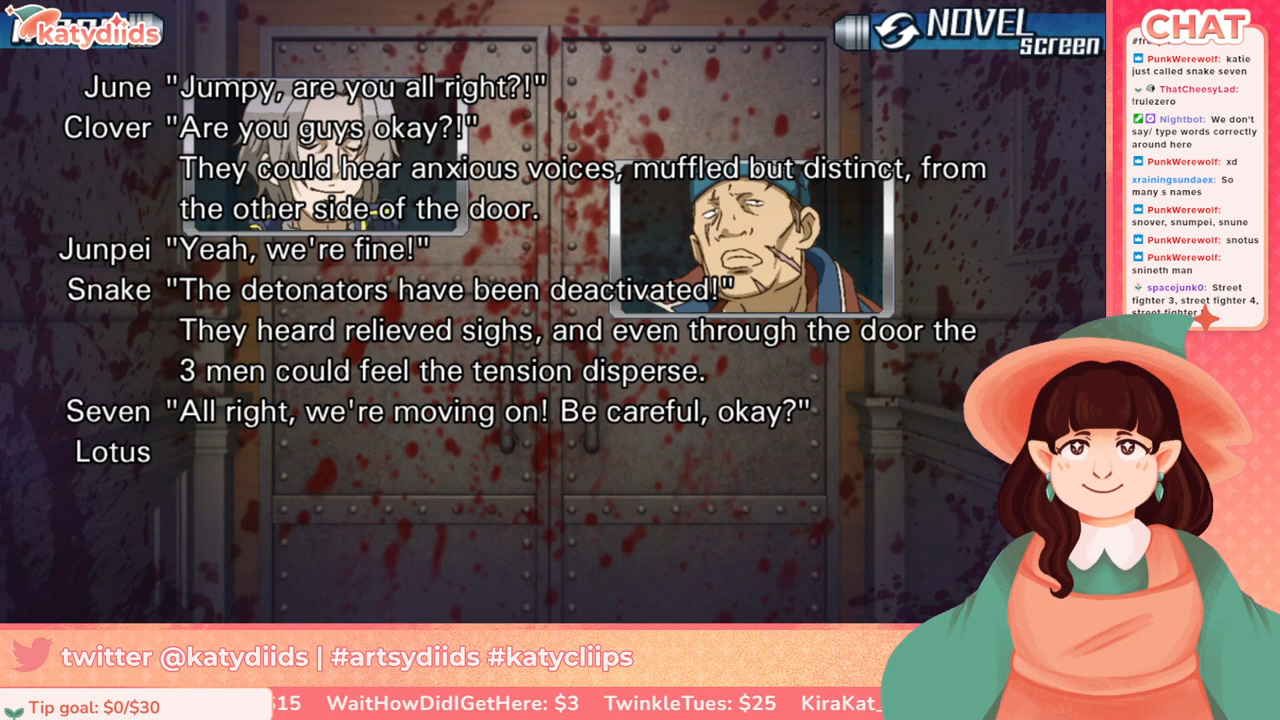 katydiids
NOVEL
screen
June "Jumpy, are you all right?!"
Clover "Are you guys okay?!"
They could hear anxious voices, muffled but distinct, from
the other side of the door.
Junpei "Yeah, we're fine!"
Snake "The detonators have been deactivated!"
They heard relieved sighs, and even through the door the
3 men could feel the tension disperse.
Seven "All right, we're moving on! Be careful, okay?"
Lotus
CHAT
PunkWerewolf: katie
just called snake seven
ThatCheesyLad:
!rulezero
Nightbot: We don't
say/ type words correctly
around here
PunkWerewolf: xd
xrainingsundaex: So
many s names
PunkWerewolf:
snover, snumpei, snune
PunkWerewolf: snotus
PunkWerewolf:
snineth man
spacejunk0: Street
fighter 3, street fighter 4,
street fighter
twitter @katydiids | #artsydiids #katycliips
Tip goal: $0/$30
$15 WaitHowDidIGetHere: $3 TwinkleTues: $25 KiraKat_